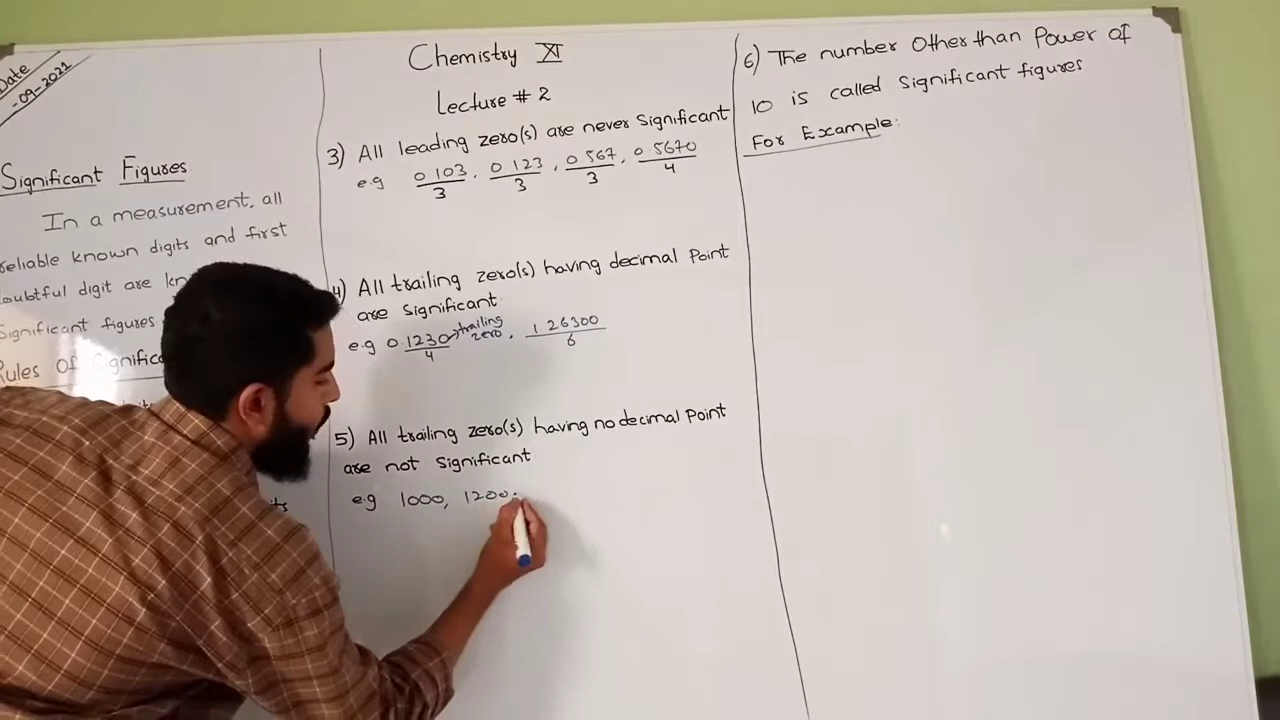 Date
-09-2021
Significant Figures
In a measurement, all
reliable known digits and first
doubtful digit are
Significant figures
Rules of
Chemistry XI
Lecture # 2
3) All leading zero(s) are never Significant
e.g 0.103, 0.123, 0.567, 0.5670
3 3 3 4
4) All trailing zero(s) having decimal Point
are significant
e.g 0.1230 → trailing zero, 1.26300
4 6
5) All trailing zero(s) having no decimal Point
are not significant
e.g 1000, 1200,
6) The number Other than Power of
10 is called Significant figures
For Example: